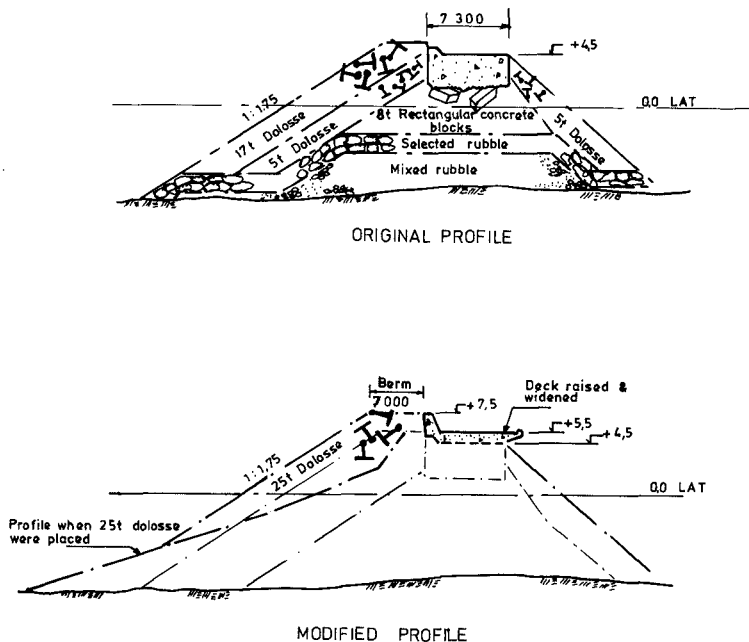 7 300
+4,5
0,0 LAT
1:1,75
17t Dolosse
5t Dolosse
8t Rectangular concrete
blocks
Selected rubble
Mixed rubble
5t Dolosse
ORIGINAL PROFILE
Berm
7 000
Deck raised &
widened
+7,5
+5,5
+4,5
1:1,75
25t Dolosse
0,0 LAT
Profile when 25t dolosse
were placed
MODIFIED PROFILE